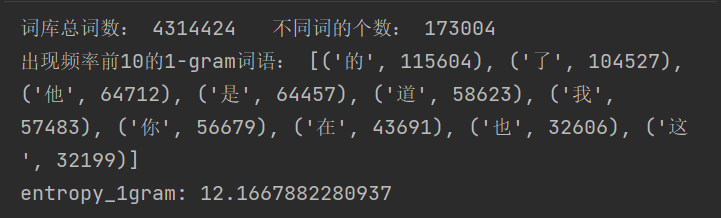 词库总词数： 4314424   不同词的个数： 173004
出现频率前10的1-gram词语： [('的', 115604), ('了', 104527),
('他', 64712), ('是', 64457), ('道', 58623), ('我',
57483), ('你', 56679), ('在', 43691), ('也', 32606), ('这
', 32199)]
entropy_1gram: 12.1667882280937